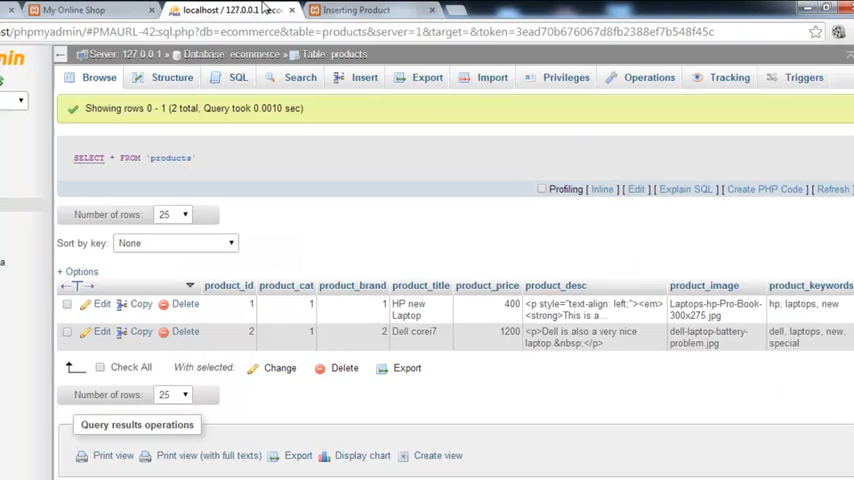 My Online Shop
localhost / 127.0.0.1
Inserting Product
st/phpmyadmin/#PMAURL-42:sql.php?db=ecommerce&table=products&server=1&target=&token=3ead70b676067d8fb2388ef7d548f45c
Server: 127.0.0.1 » Database: ecommerce » Table: products
Browse Structure SQL Search Insert Export Import Privileges Operations Tracking Triggers
Showing rows 0 - 1 (2 total, Query took 0.0010 sec)
SELECT * FROM `products`
Profiling [ Inline ] [ Edit ] [ Explain SQL ] [ Create PHP Code ] [ Refresh
Number of rows: 25
Sort by key: None
+ Options
product_id product_cat product_brand product_title product_price product_desc product_image product_keywords
Edit Copy Delete 1 1 1 HP new Laptop 400 <p style="text-align: left;"><em> <strong>This is a... Laptops-hp-Pro-Book-300x275.jpg hp, laptops, new
Edit Copy Delete 2 1 2 Dell corei7 1200 <p>Dell is also a very nice laptop.&nbsp;</p> dell-laptop-battery-problem.jpg dell, laptops, new, special
Check All With selected: Change Delete Export
Number of rows: 25
Query results operations
Print view Print view (with full texts) Export Display chart Create view